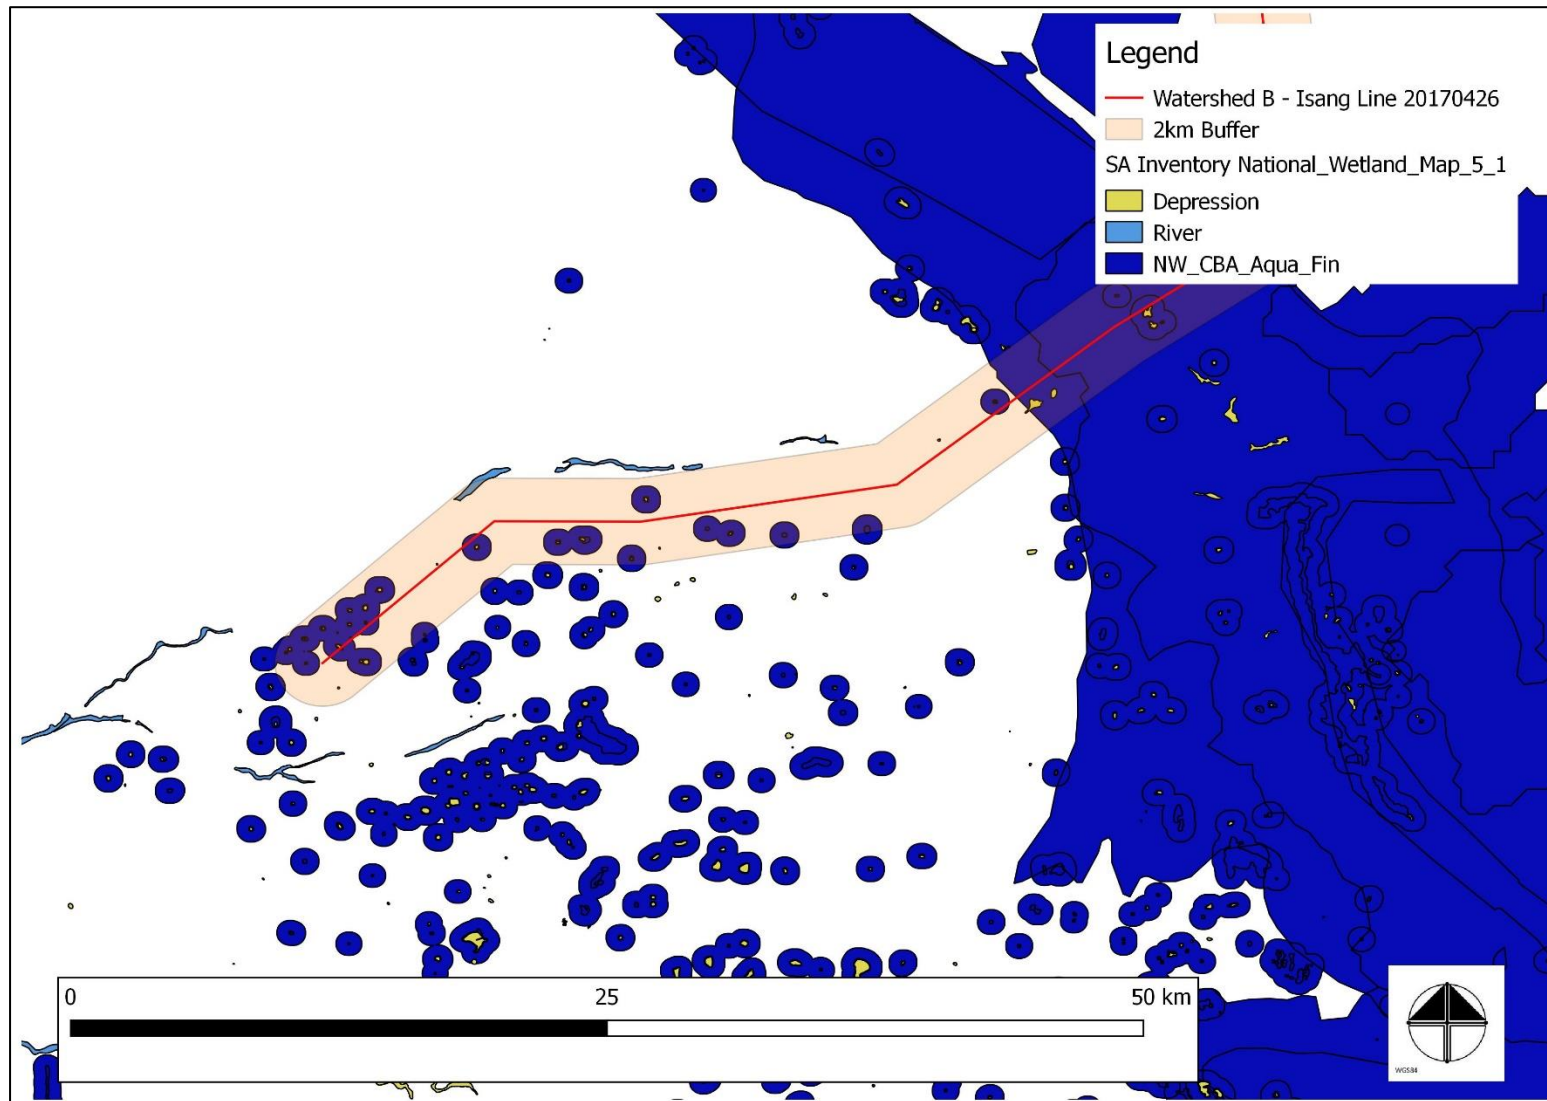 Legend
Watershed B - Isang Line 20170426
2km Buffer
SA Inventory National_Wetland_Map_5_1
Depression
River
NW_CBA_Aqua_Fin
0 25 50 km
WGS84